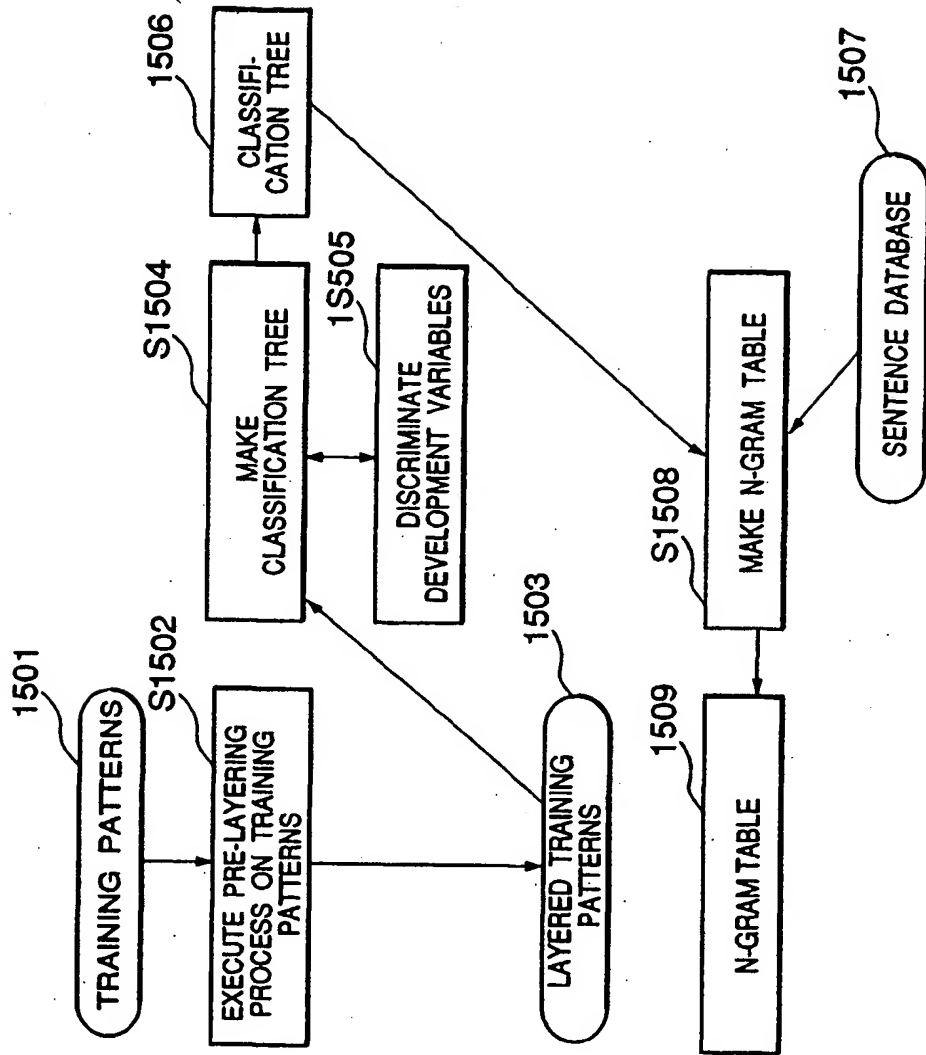 1501
TRAINING PATTERNS
S1502
EXECUTE PRE-LAYERING
PROCESS ON TRAINING
PATTERNS
1503
LAYERED TRAINING
PATTERNS
S1504
MAKE
CLASSIFICATION TREE
1S505
DISCRIMINATE
DEVELOPMENT VARIABLES
1506
CLASSIFI-
CATION TREE
1507
SENTENCE DATABASE
S1508
MAKE N-GRAM TABLE
1509
N-GRAM TABLE